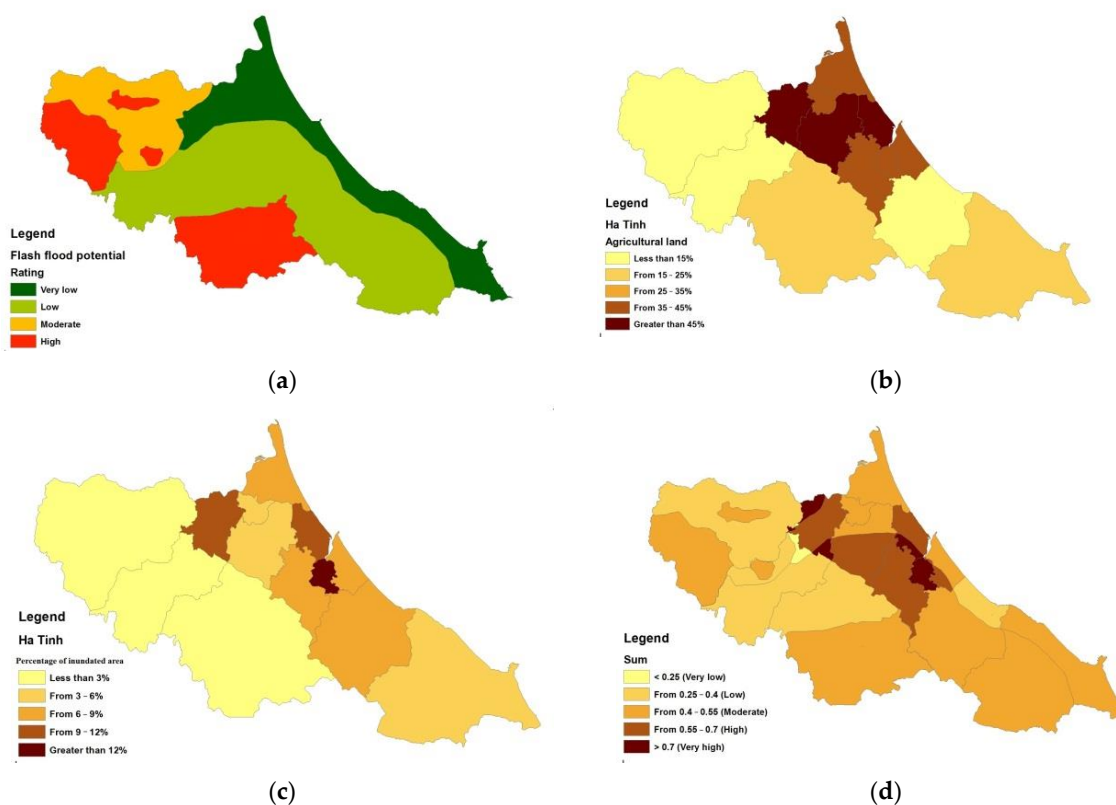 Legend
Flash flood potential
Rating
Very low
Low
Moderate
High
(a)
Legend
Ha Tinh
Agricultural land
Less than 15%
From 15 - 25%
From 25 - 35%
From 35 - 45%
Greater than 45%
(b)
Legend
Ha Tinh
Percentage of inundated area
Less than 3%
From 3 - 6%
From 6 - 9%
From 9 - 12%
Greater than 12%
(c)
Legend
Sum
< 0.25 (Very low)
From 0.25 - 0.4 (Low)
From 0.4 - 0.55 (Moderate)
From 0.55 - 0.7 (High)
> 0.7 (Very high)
(d)